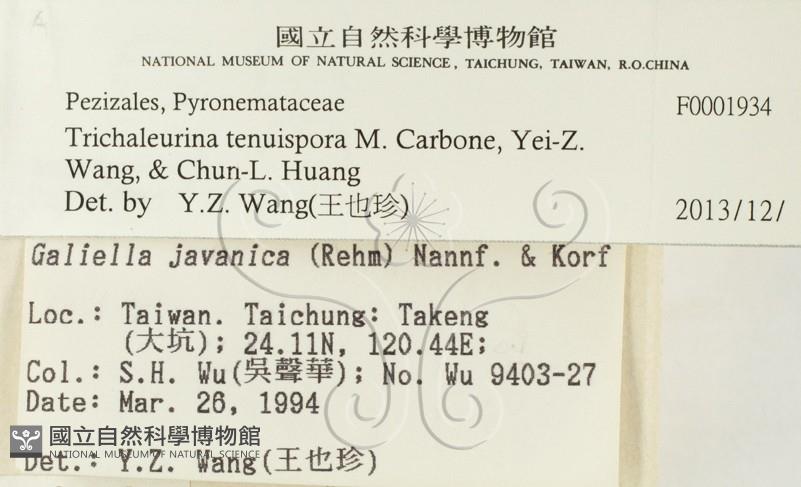 國立自然科學博物館
NATIONAL MUSEUM OF NATURAL SCIENCE, TAICHUNG, TAIWAN, R.O.CHINA
Pezizales, Pyronemataceae F0001934
Trichaleurina tenuispora M. Carbone, Yei-Z.
Wang, & Chun-L. Huang
Det. by Y.Z. Wang(王也珍) 2013/12/
Galiella javanica (Rehm) Nannf. & Korf
Loc.: Taiwan. Taichung: Takeng
(大坑); 24.11N, 120.44E;
Col.: S.H. Wu(吳聲華); No. Wu 9403-27
Date: Mar. 26, 1994
國立自然科學博物館
NATIONAL MUSEUM OF NATURAL SCIENCE
Det.: Y.Z. Wang(王也珍)